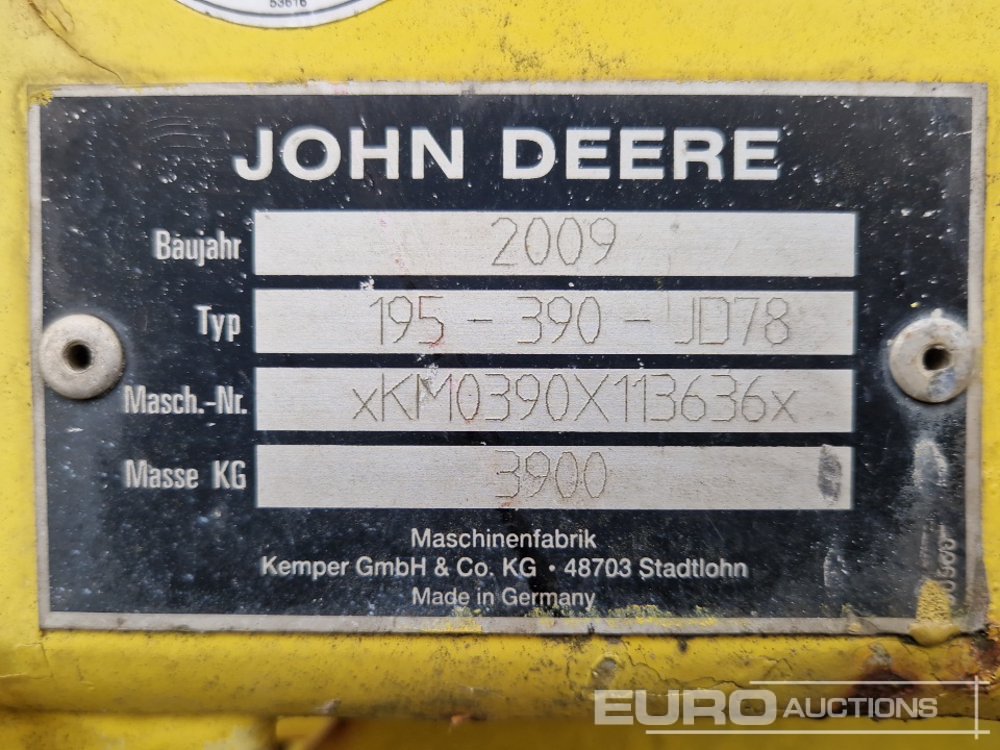 53616
JOHN DEERE
Baujahr 2009
Typ 195-390-JD78
Masch.-Nr. xKM0390X113636x
Masse KG 3900
Maschinenfabrik
Kemper GmbH & Co. KG · 48703 Stadtlohn
Made in Germany
EURO AUCTIONS